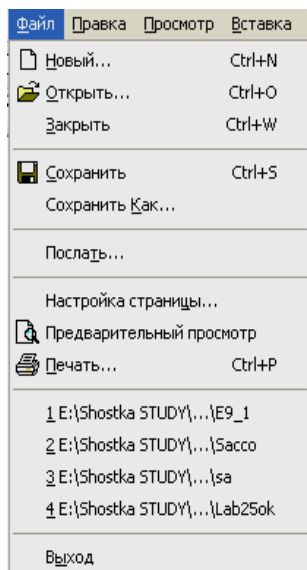 Файл Правка Просмотр Вставка
Новый... Ctrl+N
Открыть... Ctrl+O
Закрыть Ctrl+W
Сохранить Ctrl+S
Сохранить Как...
Послать...
Настройка страницы...
Предварительный просмотр
Печать... Ctrl+P
1 E:\Shostka STUDY\...\E9_1
2 E:\Shostka STUDY\...\Sacco
3 E:\Shostka STUDY\...\sa
4 E:\Shostka STUDY\...\Lab25ok
Выход